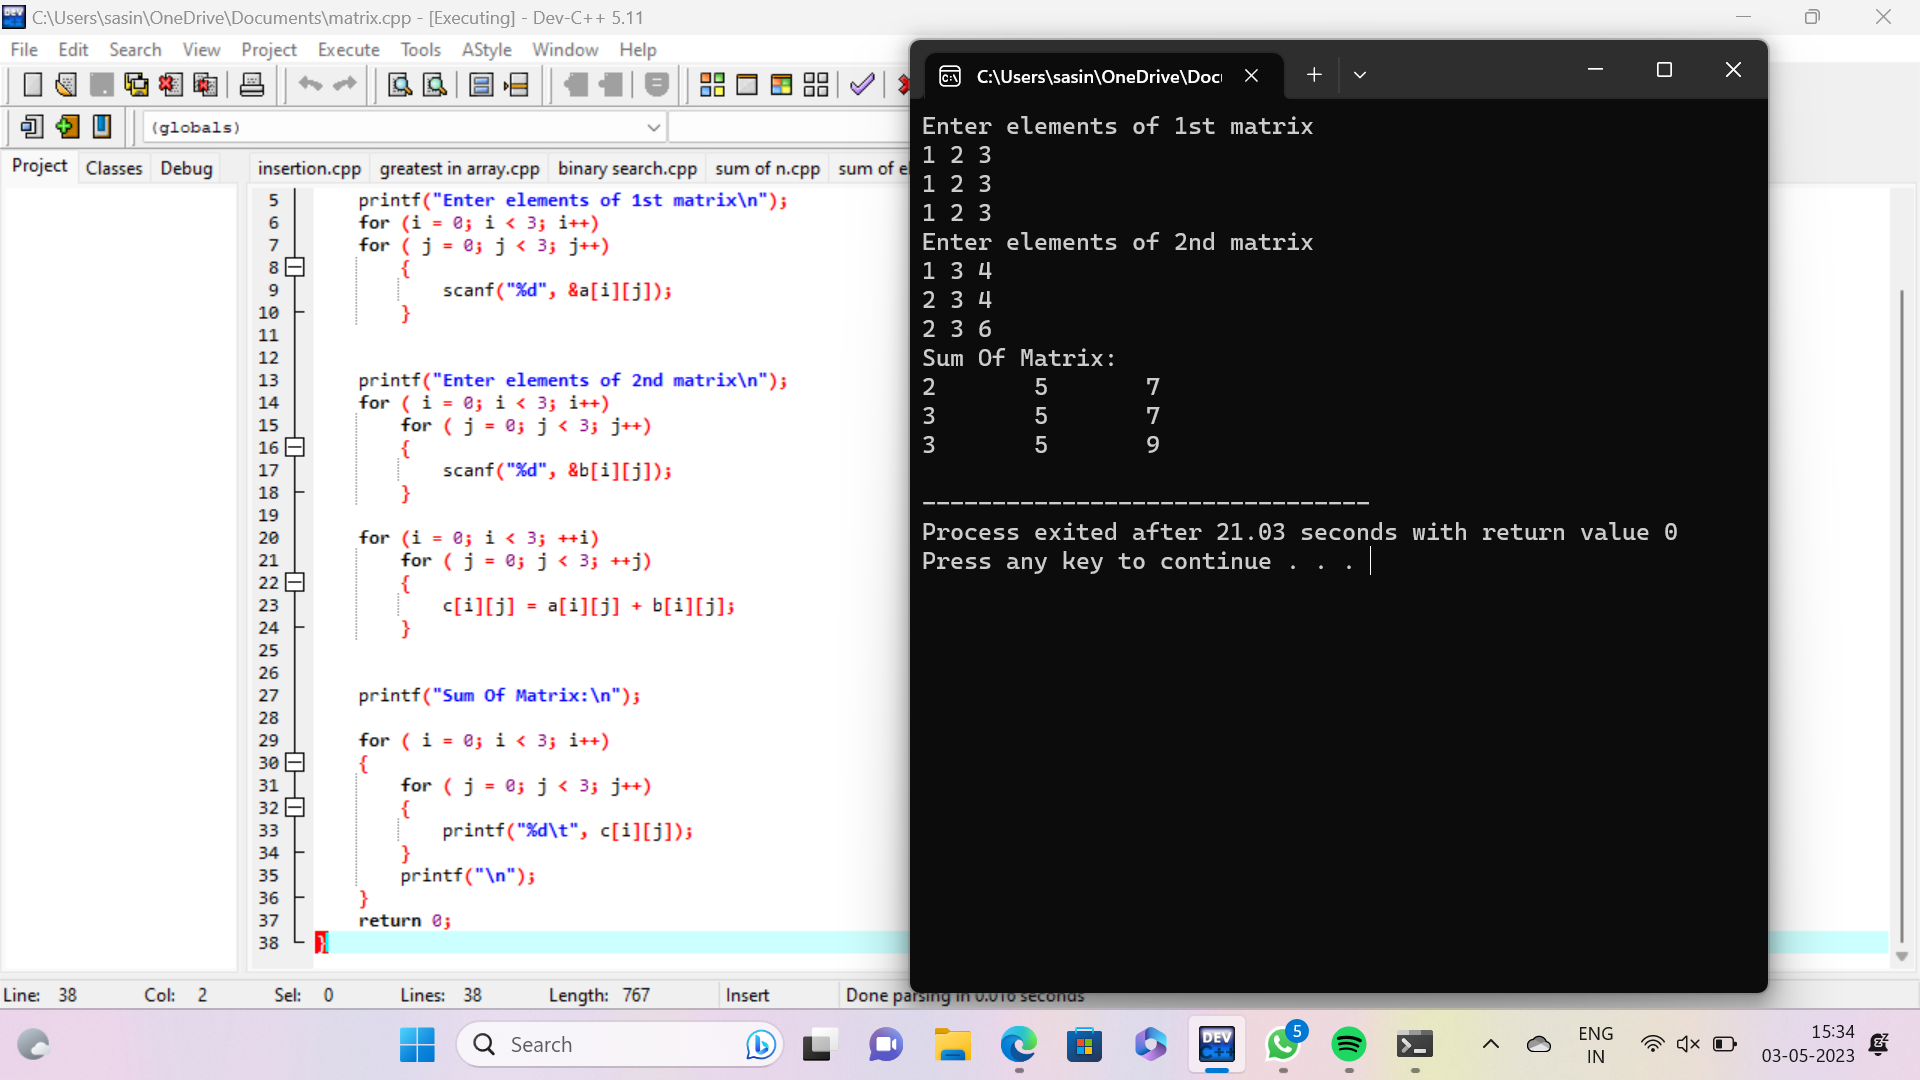 C:\Users\sasin\OneDrive\Documents\matrix.cpp - [Executing] - Dev-C++ 5.11
File Edit Search View Project Execute Tools AStyle Window Help
(globals)
Project Classes Debug
insertion.cpp greatest in array.cpp binary search.cpp sum of n.cpp sum of
5 printf("Enter elements of 1st matrix\n");
6 for (i = 0; i < 3; i++)
7 for ( j = 0; j < 3; j++)
8 {
9 scanf("%d", &a[i][j]);
10 }
11
12
13 printf("Enter elements of 2nd matrix\n");
14 for ( i = 0; i < 3; i++)
15 for ( j = 0; j < 3; j++)
16 {
17 scanf("%d", &b[i][j]);
18 }
19
20 for (i = 0; i < 3; ++i)
21 for ( j = 0; j < 3; ++j)
22 {
23 c[i][j] = a[i][j] + b[i][j];
24 }
25
26
27 printf("Sum Of Matrix:\n");
28
29 for ( i = 0; i < 3; i++)
30 {
31 for ( j = 0; j < 3; j++)
32 {
33 printf("%d\t", c[i][j]);
34 }
35 printf("\n");
36 }
37 return 0;
38 }
C:\Users\sasin\OneDrive\Doc
Enter elements of 1st matrix
1 2 3
1 2 3
1 2 3
Enter elements of 2nd matrix
1 3 4
2 3 4
2 3 6
Sum Of Matrix:
2 5 7
3 5 7
3 5 9
--------------------------------
Process exited after 21.03 seconds with return value 0
Press any key to continue . . .
Line: 38 Col: 2 Sel: 0 Lines: 38 Length: 767 Insert Done parsing in 0.016 seconds
Search
DEV C++
5
ENG
IN
15:34
03-05-2023